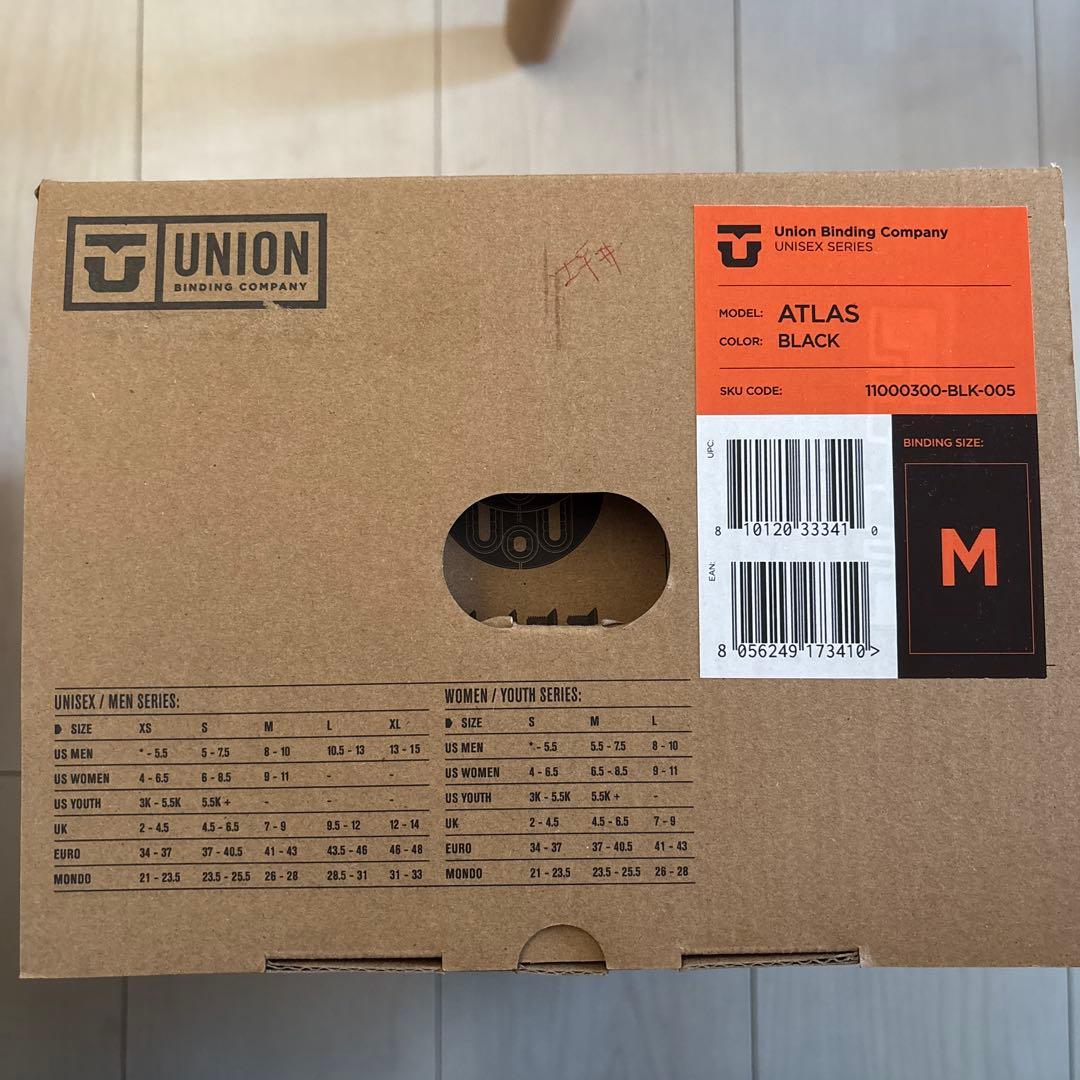 UNION
BINDING COMPANY
Union Binding Company
UNISEX SERIES
MODEL: ATLAS
COLOR: BLACK
SKU CODE: 11000300-BLK-005
UPC:
8 10120 33341 0
EAN:
8 056249 173410>
BINDING SIZE:
M
UNISEX / MEN SERIES:
SIZE XS S M L XL
US MEN * - 5.5 5 - 7.5 8 - 10 10.5 - 13 13 - 15
US WOMEN 4 - 6.5 6 - 8.5 9 - 11 - -
US YOUTH 3K - 5.5K 5.5K + - - -
UK 2 - 4.5 4.5 - 6.5 7 - 9 9.5 - 12 12 - 14
EURO 34 - 37 37 - 40.5 41 - 43 43.5 - 46 46 - 48
MONDO 21 - 23.5 23.5 - 25.5 26 - 28 28.5 - 31 31 - 33
WOMEN / YOUTH SERIES:
SIZE S M L
US MEN * - 5.5 5.5 - 7.5 8 - 10
US WOMEN 4 - 6.5 6.5 - 8.5 9 - 11
US YOUTH 3K - 5.5K 5.5K + -
UK 2 - 4.5 4.5 - 6.5 7 - 9
EURO 34 - 37 37 - 40.5 41 - 43
MONDO 21 - 23.5 23.5 - 25.5 26 - 28